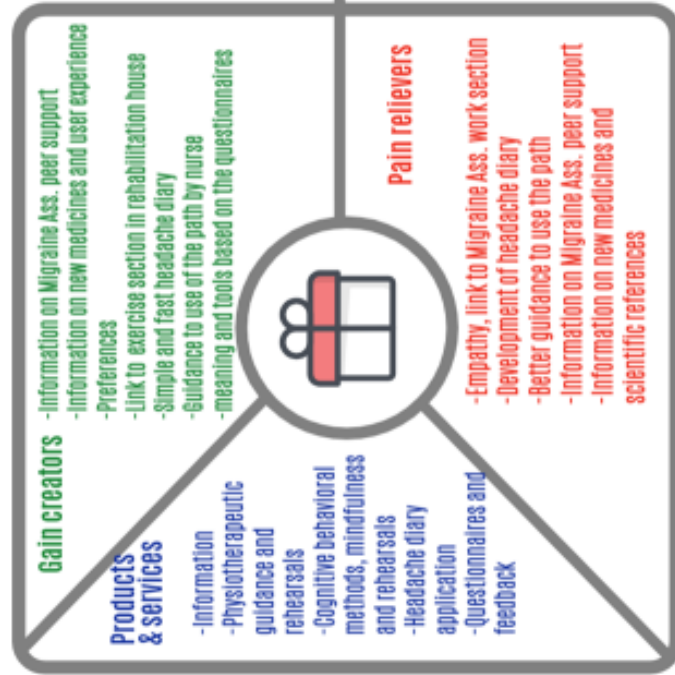 Gain creators
-Information on Migraine Ass. peer support
-Information on new medicines and user experience
-Preferences
-Link to exercise section in rehabilitation house
-Simple and fast headache diary
-Guidance to use of the path by nurse
-meaning and tools based on the questionnaires
Products
& services
-Information
-Physiotherapeutic
guidance and
rehearsals
-Cognitive behavioral
methods, mindfulness
and rehearsals
-Headache diary
application
-Questionnaires and
feedback
Pain relievers
-Empathy, link to Migraine Ass. work section
-Development of headache diary
-Better guidance to use the path
-Information on Migraine Ass. peer support
-Information on new medicines and
scientific references